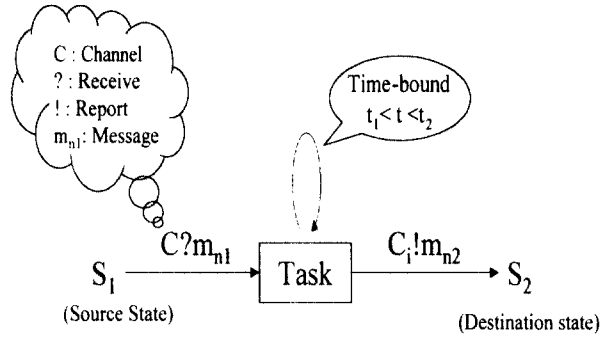 C : Channel
? : Receive
! : Report
m_n1: Message
Time-bound
t_1< t <t_2
C?m_n1
C_i!m_n2
S_1
Task
S_2
(Source State)
(Destination state)